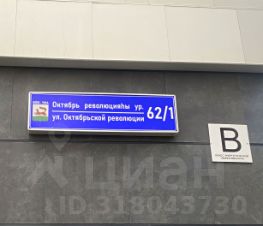 Октябрь революцияһы ур.
ул. Октябрьской революции
62/1
B
ЦИАН
ID 318043730